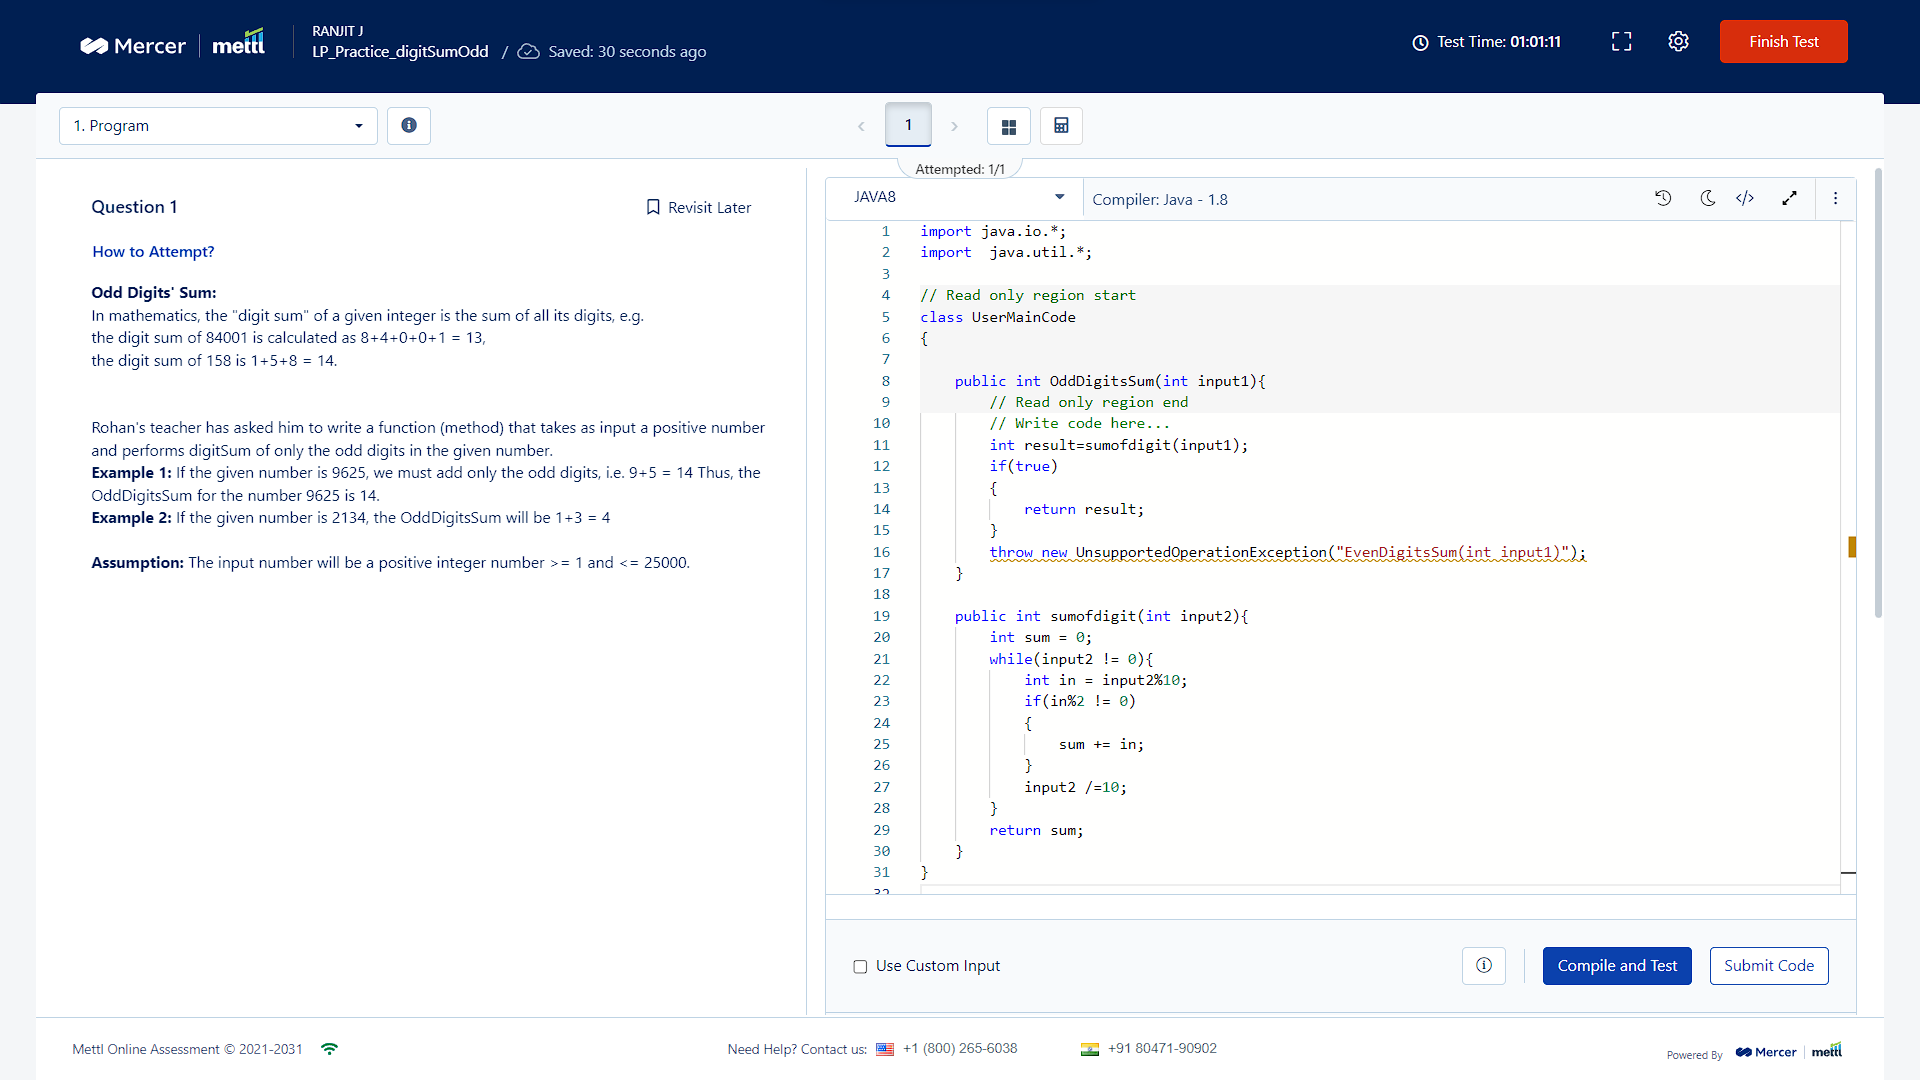 Mercer mettl
RANJIT J
LP_Practice_digitSumOdd / Saved: 30 seconds ago
Test Time: 01:01:11
Finish Test
1. Program
1
Attempted: 1/1
Question 1
Revisit Later
How to Attempt?
Odd Digits' Sum:
In mathematics, the "digit sum" of a given integer is the sum of all its digits, e.g.
the digit sum of 84001 is calculated as 8+4+0+0+1 = 13,
the digit sum of 158 is 1+5+8 = 14.
Rohan's teacher has asked him to write a function (method) that takes as input a positive number
and performs digitSum of only the odd digits in the given number.
Example 1: If the given number is 9625, we must add only the odd digits, i.e. 9+5 = 14 Thus, the
OddDigitsSum for the number 9625 is 14.
Example 2: If the given number is 2134, the OddDigitsSum will be 1+3 = 4
Assumption: The input number will be a positive integer number >= 1 and <= 25000.
JAVA8
Compiler: Java - 1.8
1 import java.io.*;
2 import  java.util.*;
3
4 // Read only region start
5 class UserMainCode
6 {
7
8     public int OddDigitsSum(int input1){
9         // Read only region end
10         // Write code here...
11         int result=sumofdigit(input1);
12         if(true)
13         {
14             return result;
15         }
16         throw new UnsupportedOperationException("EvenDigitsSum(int input1)");
17     }
18
19     public int sumofdigit(int input2){
20         int sum = 0;
21         while(input2 != 0){
22             int in = input2%10;
23             if(in%2 != 0)
24             {
25                 sum += in;
26             }
27             input2 /=10;
28         }
29         return sum;
30     }
31 }
32
Use Custom Input
Compile and Test
Submit Code
Mettl Online Assessment © 2021-2031
Need Help? Contact us: +1 (800) 265-6038
+91 80471-90902
Powered By Mercer mettl